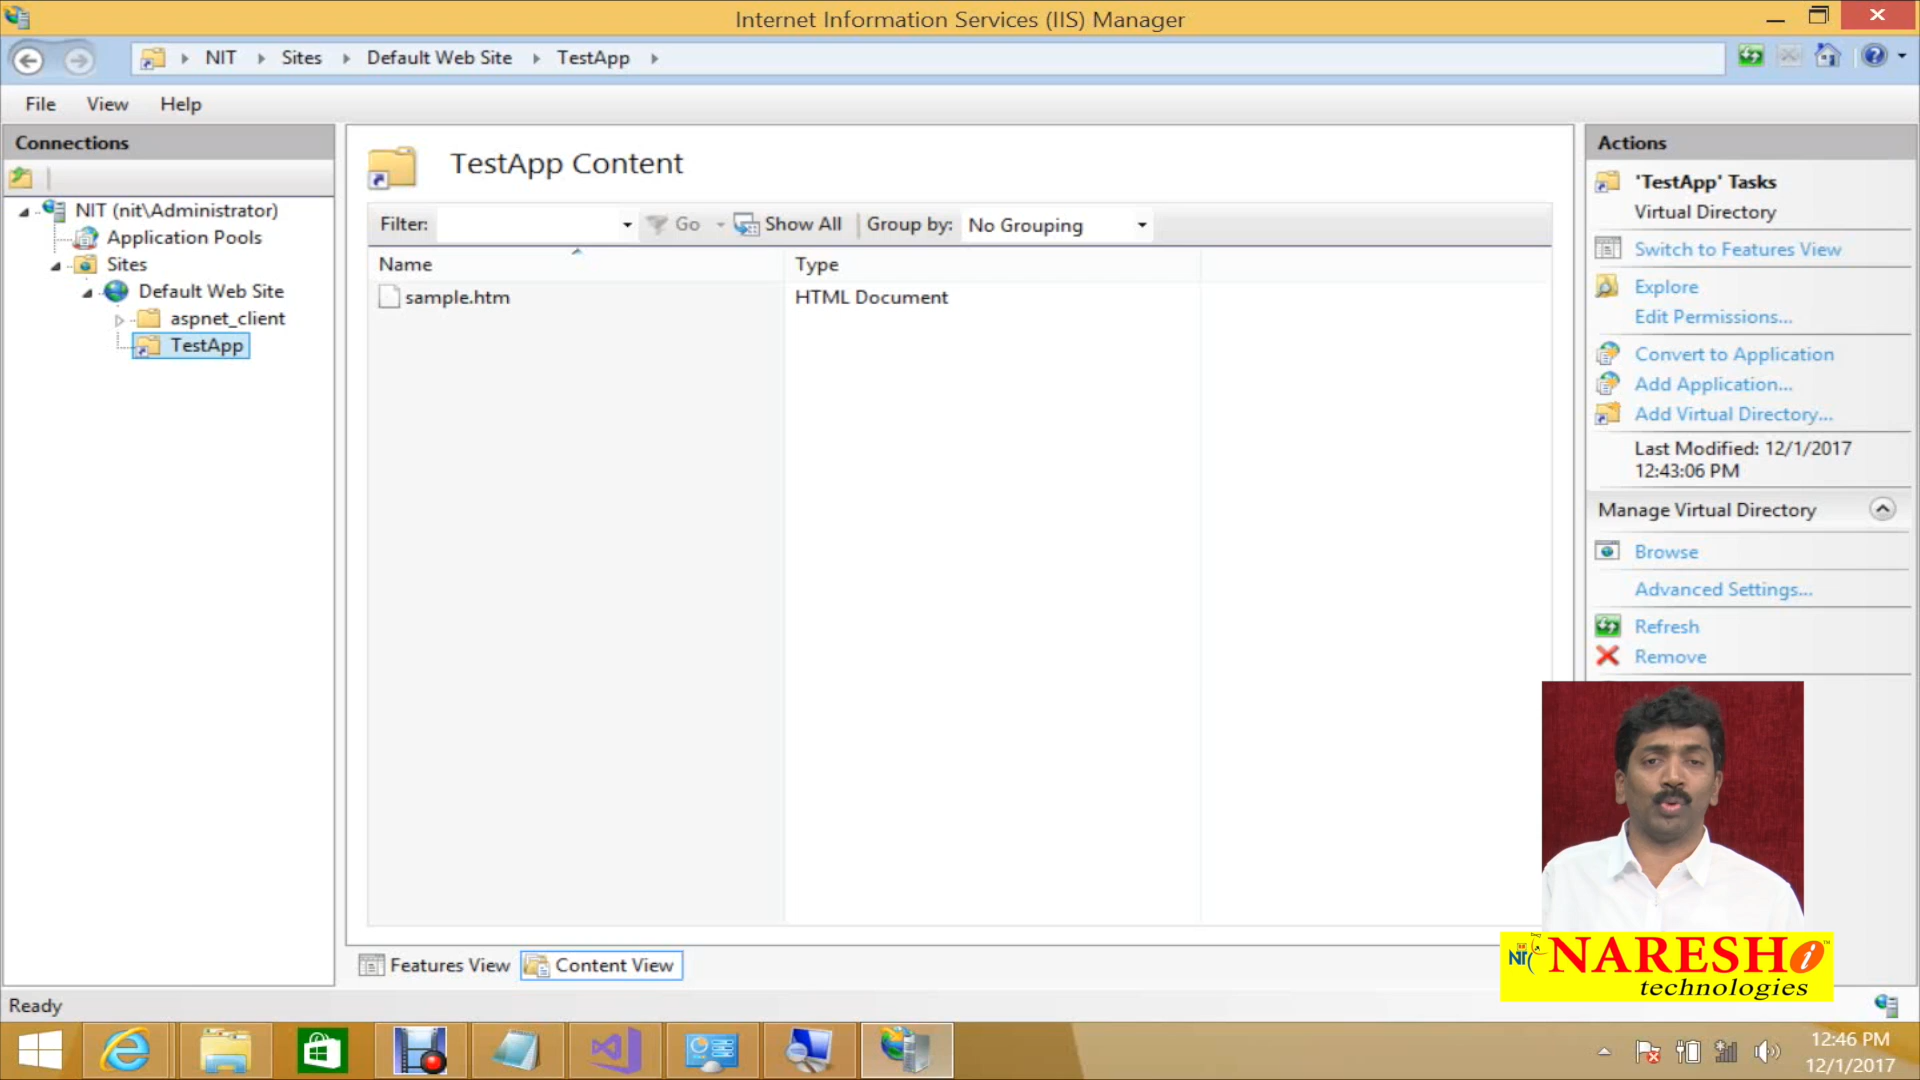 Internet Information Services (IIS) Manager
NIT
Sites
Default Web Site
TestApp
File
View
Help
Connections
NIT (nit\Administrator)
Application Pools
Sites
Default Web Site
aspnet_client
TestApp
TestApp Content
Filter:
Go
Show All
Group by:
No Grouping
Name
Type
sample.htm
HTML Document
Features View
Content View
Actions
'TestApp' Tasks
Virtual Directory
Switch to Features View
Explore
Edit Permissions...
Convert to Application
Add Application...
Add Virtual Directory...
Last Modified: 12/1/2017
12:43:06 PM
Manage Virtual Directory
Browse
Advanced Settings...
Refresh
Remove
NIT NARESH i
technologies
Ready
12:46 PM
12/1/2017